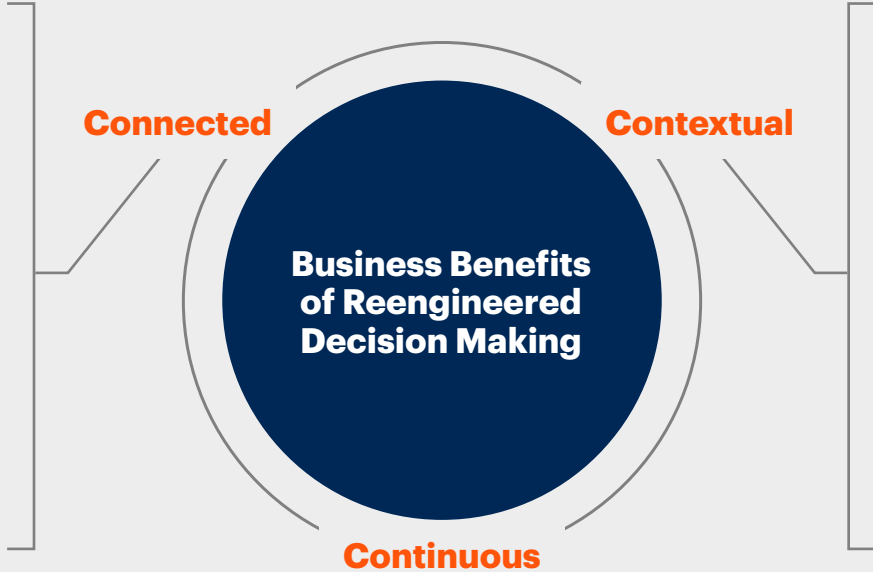 Connected
Contextual
Business Benefits
of Reengineered
Decision Making
Continuous